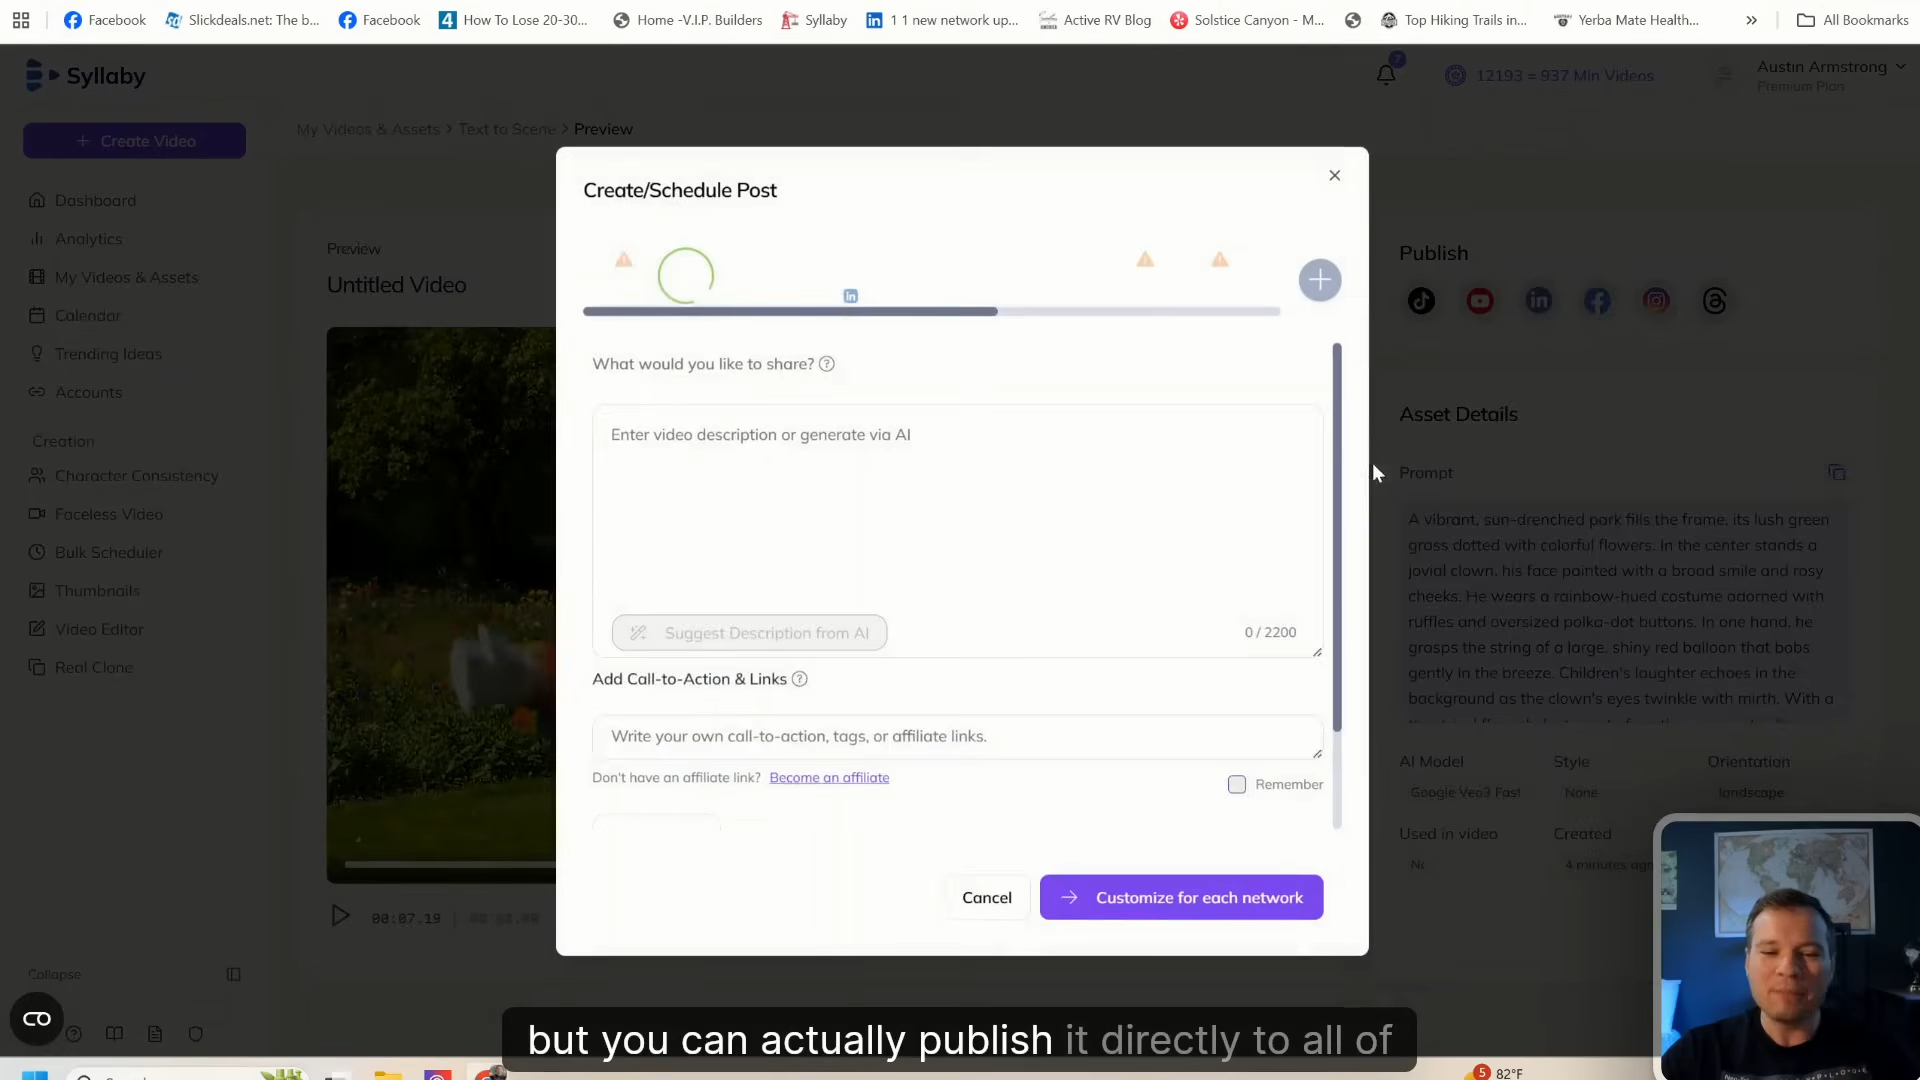 Facebook
Slickdeals.net: The b...
Facebook
How To Lose 20-30...
Home -V.I.P. Builders
Syllaby
1 1 new network up...
Active RV Blog
Solstice Canyon - M...
Top Hiking Trails in...
Yerba Mate Health...
All Bookmarks
Syllaby
7
12193 = 937 Min Videos
Austin Armstrong
Premium Plan
+ Create Video
My Videos & Assets > Text to Scene > Preview
Dashboard
Analytics
My Videos & Assets
Calendar
Trending Ideas
Accounts
Creation
Character Consistency
Faceless Video
Bulk Scheduler
Thumbnails
Video Editor
Real Clone
Collapse
Preview
Untitled Video
00:07.19
Create/Schedule Post
in
What would you like to share?
Enter video description or generate via AI
Suggest Description from AI
0 / 2200
Add Call-to-Action & Links
Write your own call-to-action, tags, or affiliate links.
Don't have an affiliate link? Become an affiliate
Remember
Cancel
Customize for each network
Publish
Asset Details
Prompt
A vibrant, sun-drenched park fills the frame, its lush green
grass dotted with colorful flowers. In the center stands a
jovial clown, his face painted with a broad smile and rosy
cheeks. He wears a rainbow-hued costume adorned with
ruffles and oversized polka-dot buttons. In one hand, he
grasps the string of a large, shiny red balloon that bobs
gently in the breeze. Children's laughter echoes in the
background as the clown's eyes twinkle with mirth. With a
AI Model
Style
Orientation
Google Veo3 Fast
None
landscape
Used in video
Created
4 minutes ago
but you can actually publish it directly to all of
5
82°F